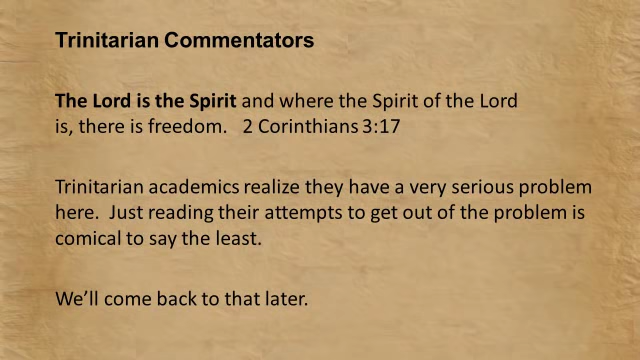 Trinitarian Commentators
The Lord is the Spirit and where the Spirit of the Lord
is, there is freedom. 2 Corinthians 3:17
Trinitarian academics realize they have a very serious problem
here. Just reading their attempts to get out of the problem is
comical to say the least.
We’ll come back to that later.